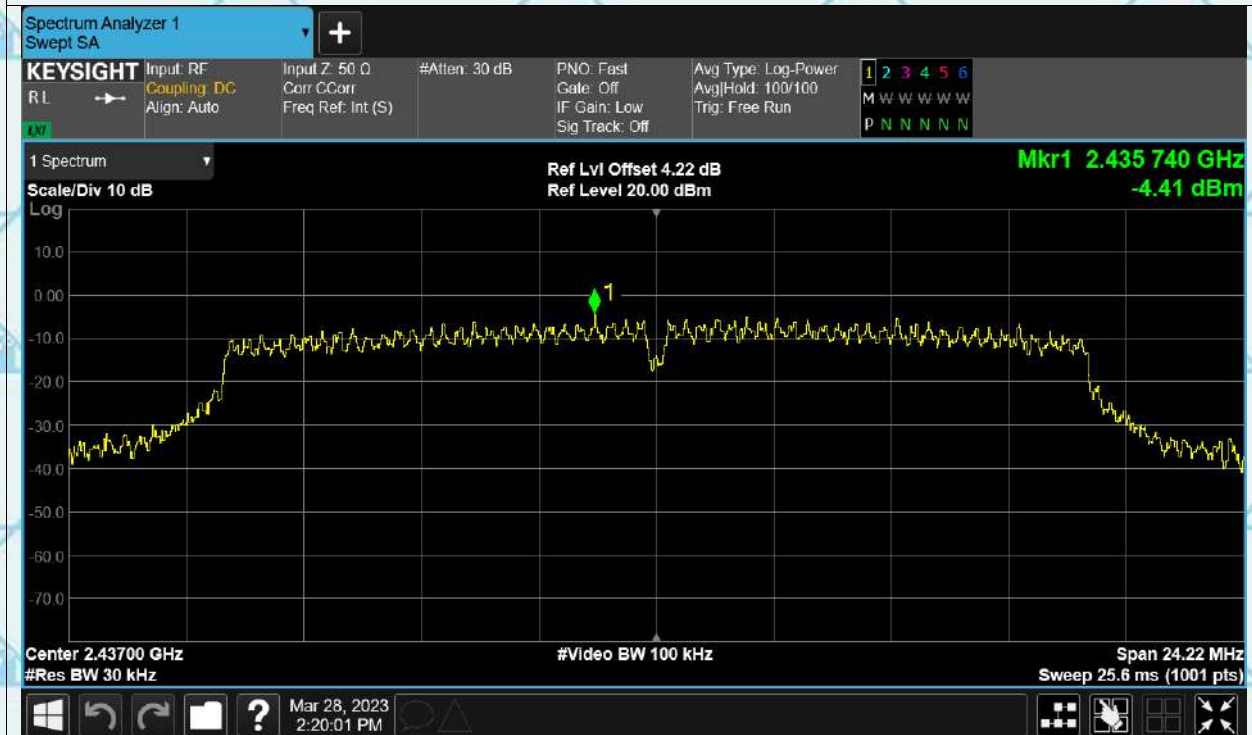 Spectrum Analyzer 1
Swept SA
+
KEYSIGHT
RL
LXI
Input: RF
Coupling: DC
Align: Auto
Input Z: 50 Ω
Corr CCorr
Freq Ref: Int (S)
#Atten: 30 dB
PNO: Fast
Gate: Off
IF Gain: Low
Sig Track: Off
Avg Type: Log-Power
Avg|Hold: 100/100
Trig: Free Run
1 2 3 4 5 6
M W W W W W
P N N N N N
1 Spectrum
Scale/Div 10 dB
Ref Lvl Offset 4.22 dB
Ref Level 20.00 dBm
Mkr1 2.435 740 GHz
-4.41 dBm
Log
10.0
0.00
1
-10.0
-20.0
-30.0
-40.0
-50.0
-60.0
-70.0
Center 2.43700 GHz
#Res BW 30 kHz
#Video BW 100 kHz
Span 24.22 MHz
Sweep 25.6 ms (1001 pts)
?
Mar 28, 2023
2:20:01 PM